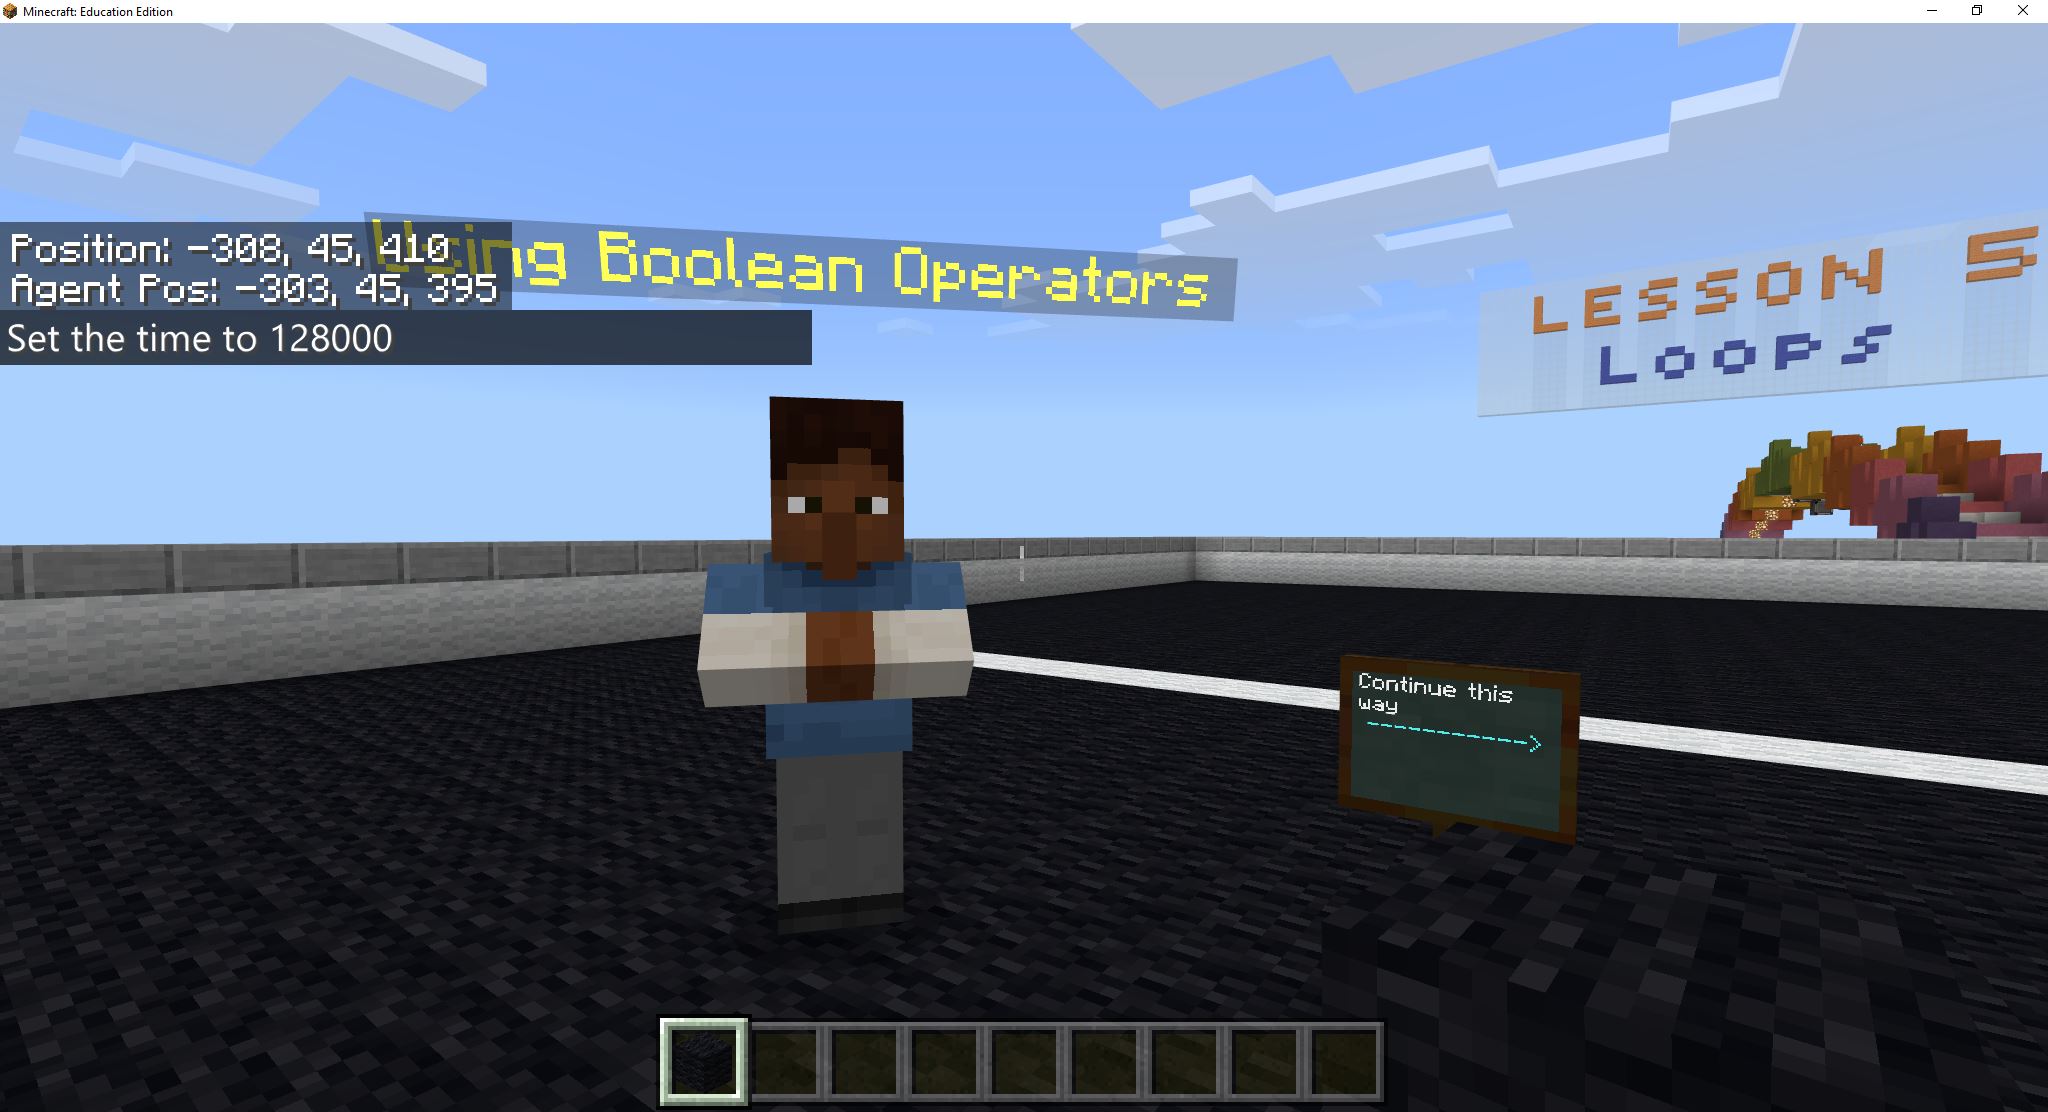 Minecraft: Education Edition
Using Boolean Operators
Position: -308, 45, 410
Agent Pos: -303, 45, 395
Set the time to 128000
LESSON 5
LOOPS
Continue this
way